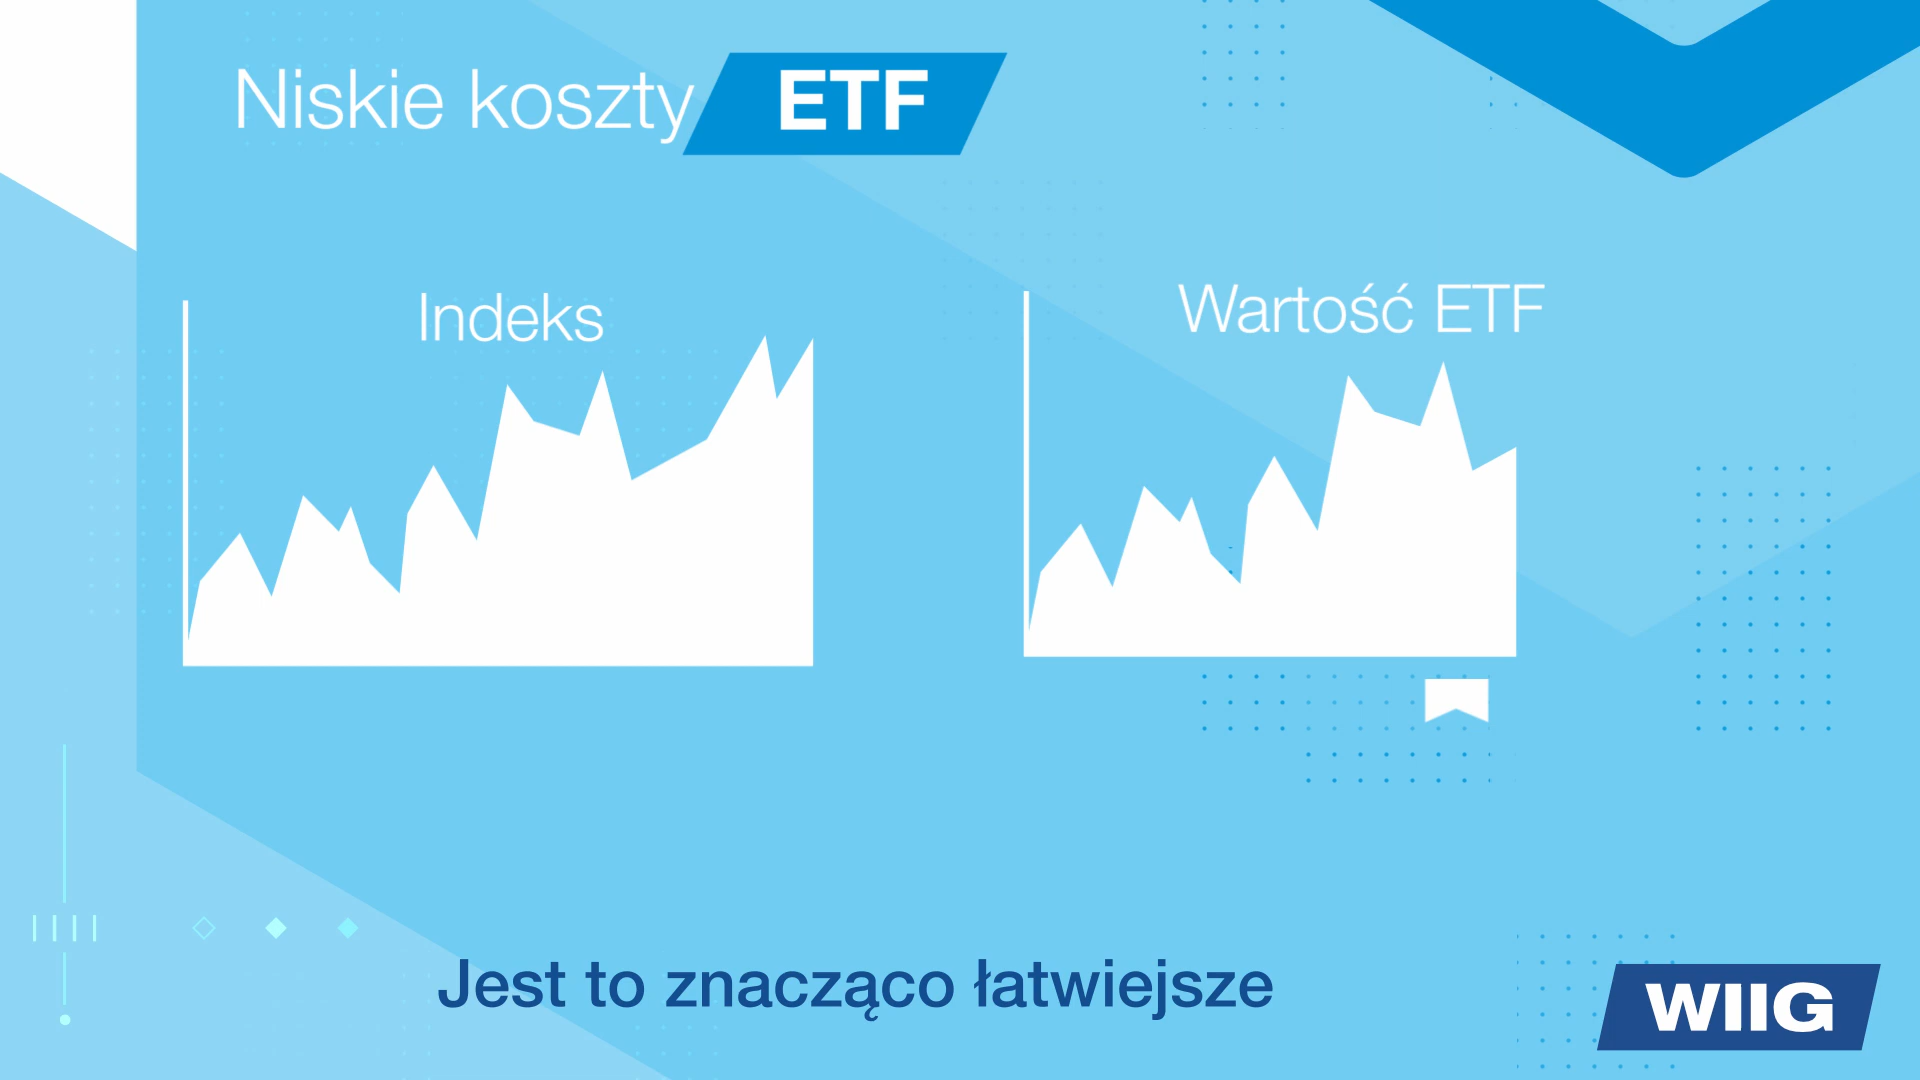 Niskie koszty ETF
Indeks
Wartość ETF
Jest to znacząco łatwiejsze
WIIG